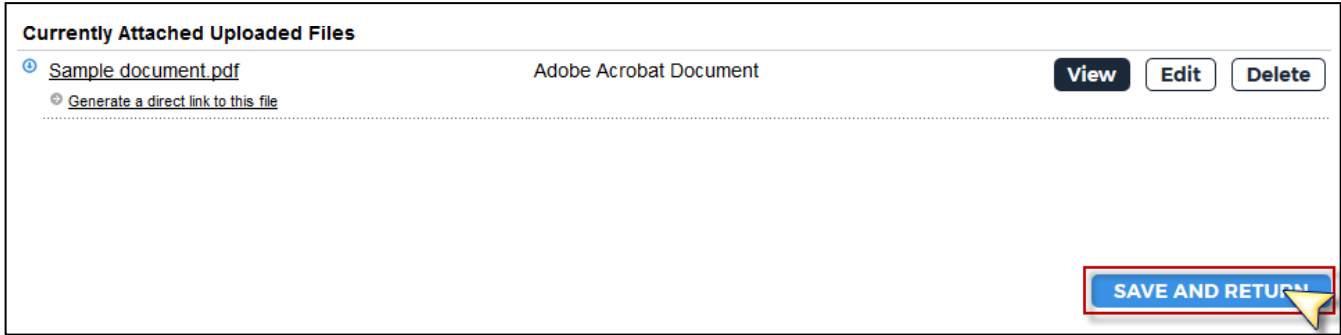 Currently Attached Uploaded Files
Sample document.pdf Adobe Acrobat Document View Edit Delete
Generate a direct link to this file
SAVE AND RETURN